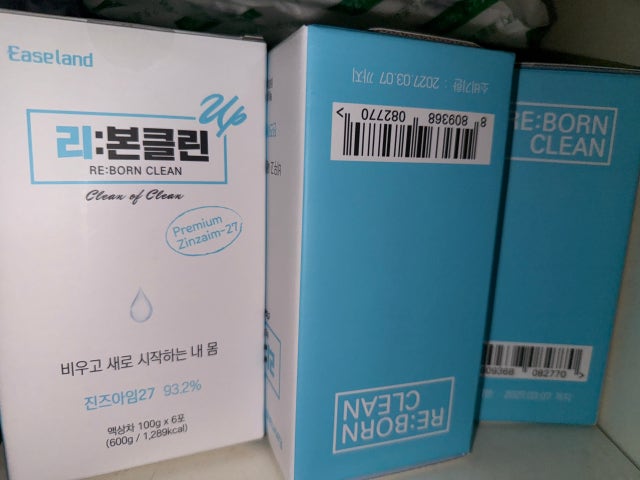 Easeland
Up
리:본클린
RE:BORN CLEAN
Clean of Clean
Premium
Zinzaim-27
비우고 새로 시작하는 내 몸
진즈아임27 93.2%
액상차 100g x 6포
(600g / 1,289kcal)
소비기한 : 2027.03.07 까지
8 809368 082770 >
RE:BORN
CLEAN
RE:BORN
CLEAN
809368 082770 >